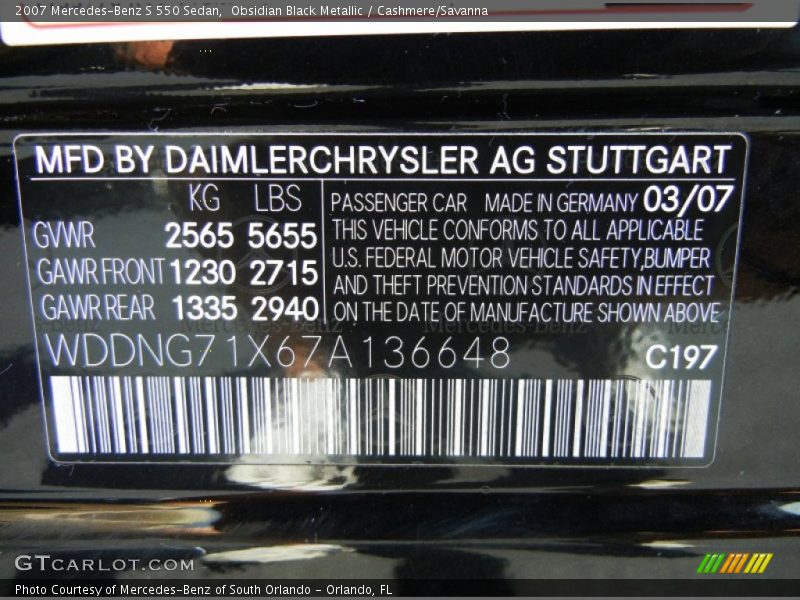 2007 Mercedes-Benz S 550 Sedan,  Obsidian Black Metallic / Cashmere/Savanna
MFD BY DAIMLERCHRYSLER AG STUTTGART
KG LBS
GVWR 2565 5655
GAWR FRONT 1230 2715
GAWR REAR 1335 2940
PASSENGER CAR MADE IN GERMANY 03/07
THIS VEHICLE CONFORMS TO ALL APPLICABLE
U.S. FEDERAL MOTOR VEHICLE SAFETY,BUMPER
AND THEFT PREVENTION STANDARDS IN EFFECT
ON THE DATE OF MANUFACTURE SHOWN ABOVE
WDDNG71X67A136648 C197
GTCARLOT.COM
Photo Courtesy of Mercedes-Benz of South Orlando - Orlando, FL